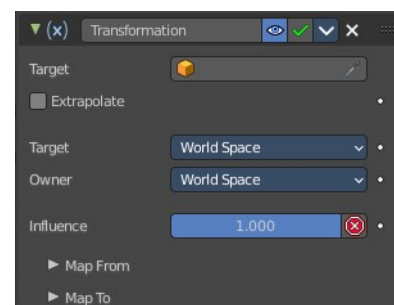 (x) Transformation
Target
Extrapolate
Target World Space
Owner World Space
Influence 1.000
Map From
Map To